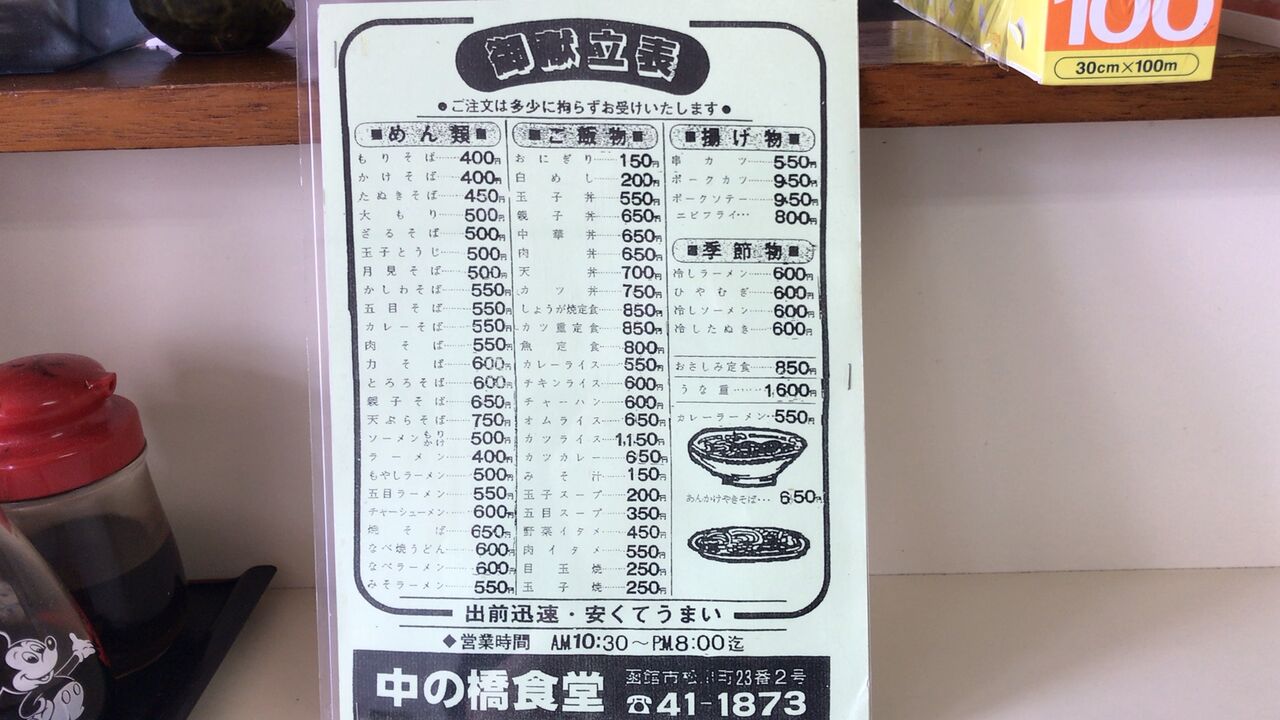 100
30cm×100m
御献立表
●ご注文は多少に拘らずお受けいたします●
■めん類■
もりそば 400円
かけそば 400円
たぬきそば 450円
大もり 500円
ざるそば 500円
玉子とうじ 500円
月見そば 500円
かしわそば 550円
五目そば 550円
カレーそば 550円
肉そば 550円
力そば 600円
とろろそば 600円
親子そば 650円
天ぷらそば 750円
ソーメン もり かけ 500円
ラーメン 400円
もやしラーメン 500円
五目ラーメン 550円
チャーシューメン 600円
焼そば 650円
なべ焼うどん 600円
なべラーメン 600円
みそラーメン 550円
■ご飯物■
おにぎり 150円
白めし 200円
玉子丼 550円
親子丼 650円
中華丼 650円
肉丼 650円
天丼 700円
カツ丼 750円
しょうが焼定食 850円
カツ重定食 850円
魚定食 800円
カレーライス 550円
チキンライス 600円
チャーハン 600円
オムライス 650円
カツライス 1,150円
カツカレー 650円
みそ汁 150円
玉子スープ 200円
五目スープ 350円
野菜イタメ 450円
肉イタメ 550円
目玉焼 250円
玉子焼 250円
■揚げ物■
串カツ 550円
ポークカツ 950円
ポークソテー 950円
エビフライ 800円
■季節物■
冷しラーメン 600円
ひやむぎ 600円
冷しソーメン 600円
冷したぬき 600円
おさしみ定食 850円
うな重 1,600円
カレーラーメン 550円
あんかけやきそば 650円
出前迅速・安くてうまい
◆営業時間 A.M.10:30～P.M.8:00迄
中の橋食堂
函館市松 町23番2号
☎41-1873